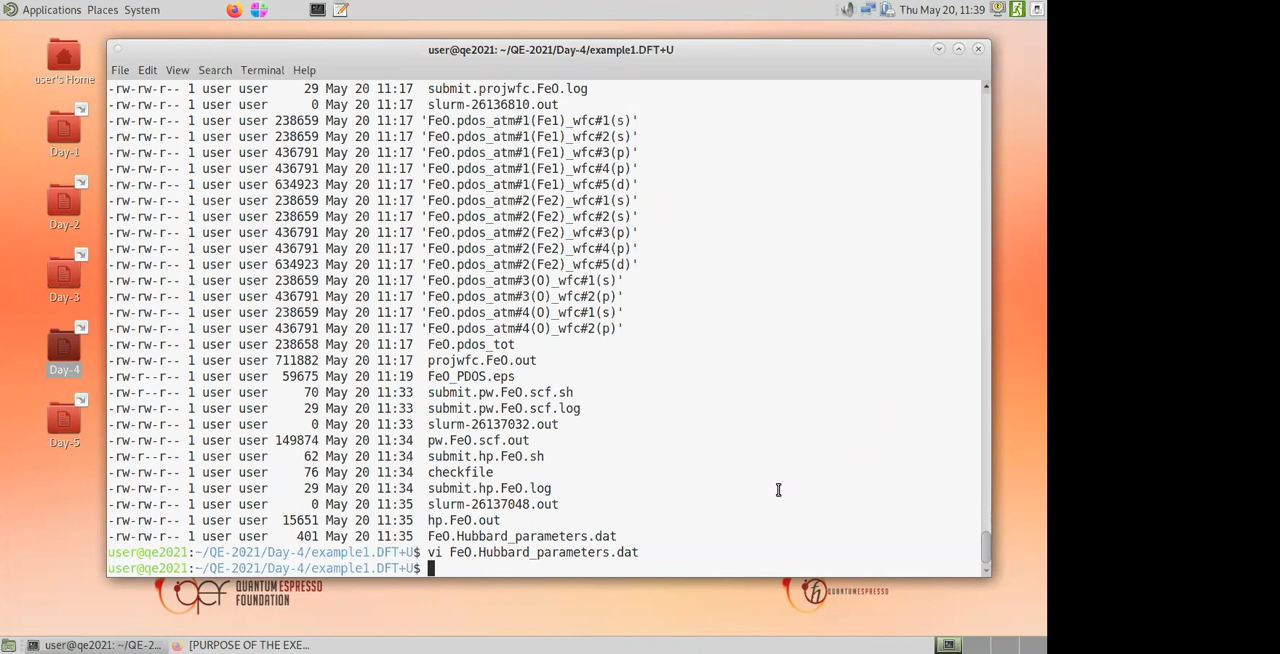 Applications Places System
Thu May 20, 11:39
user@qe2021: ~/QE-2021/Day-4/example1.DFT+U
File Edit View Search Terminal Help
user's Home
Day-1
Day-2
Day-3
Day-4
Day-5
-rw-rw-r-- 1 user user     29 May 20 11:17  submit.projwfc.FeO.log
-rw-rw-r-- 1 user user      0 May 20 11:17  slurm-26136810.out
-rw-rw-r-- 1 user user 238659 May 20 11:17 'FeO.pdos_atm#1(Fe1)_wfc#1(s)'
-rw-rw-r-- 1 user user 238659 May 20 11:17 'FeO.pdos_atm#1(Fe1)_wfc#2(s)'
-rw-rw-r-- 1 user user 436791 May 20 11:17 'FeO.pdos_atm#1(Fe1)_wfc#3(p)'
-rw-rw-r-- 1 user user 436791 May 20 11:17 'FeO.pdos_atm#1(Fe1)_wfc#4(p)'
-rw-rw-r-- 1 user user 634923 May 20 11:17 'FeO.pdos_atm#1(Fe1)_wfc#5(d)'
-rw-rw-r-- 1 user user 238659 May 20 11:17 'FeO.pdos_atm#2(Fe2)_wfc#1(s)'
-rw-rw-r-- 1 user user 238659 May 20 11:17 'FeO.pdos_atm#2(Fe2)_wfc#2(s)'
-rw-rw-r-- 1 user user 436791 May 20 11:17 'FeO.pdos_atm#2(Fe2)_wfc#3(p)'
-rw-rw-r-- 1 user user 436791 May 20 11:17 'FeO.pdos_atm#2(Fe2)_wfc#4(p)'
-rw-rw-r-- 1 user user 634923 May 20 11:17 'FeO.pdos_atm#2(Fe2)_wfc#5(d)'
-rw-rw-r-- 1 user user 238659 May 20 11:17 'FeO.pdos_atm#3(O)_wfc#1(s)'
-rw-rw-r-- 1 user user 436791 May 20 11:17 'FeO.pdos_atm#3(O)_wfc#2(p)'
-rw-rw-r-- 1 user user 238659 May 20 11:17 'FeO.pdos_atm#4(O)_wfc#1(s)'
-rw-rw-r-- 1 user user 436791 May 20 11:17 'FeO.pdos_atm#4(O)_wfc#2(p)'
-rw-rw-r-- 1 user user 238658 May 20 11:17  FeO.pdos_tot
-rw-rw-r-- 1 user user 711882 May 20 11:17  projwfc.FeO.out
-rw-r--r-- 1 user user  59675 May 20 11:19  FeO_PDOS.eps
-rw-rw-r-- 1 user user     70 May 20 11:33  submit.pw.FeO.scf.sh
-rw-rw-r-- 1 user user     29 May 20 11:33  submit.pw.FeO.scf.log
-rw-rw-r-- 1 user user      0 May 20 11:33  slurm-26137032.out
-rw-rw-r-- 1 user user 149874 May 20 11:34  pw.FeO.scf.out
-rw-rw-r-- 1 user user     62 May 20 11:34  submit.hp.FeO.sh
-rw-rw-r-- 1 user user     76 May 20 11:34  checkfile
-rw-rw-r-- 1 user user     29 May 20 11:34  submit.hp.FeO.log
-rw-rw-r-- 1 user user      0 May 20 11:35  slurm-26137048.out
-rw-rw-r-- 1 user user  15651 May 20 11:35  hp.FeO.out
-rw-rw-r-- 1 user user    401 May 20 11:35  FeO.Hubbard_parameters.dat
user@qe2021:~/QE-2021/Day-4/example1.DFT+U$ vi FeO.Hubbard_parameters.dat
user@qe2021:~/QE-2021/Day-4/example1.DFT+U$
QUANTUM ESPRESSO
FOUNDATION
QUANTUMESPRESSO
user@qe2021: ~/QE-2...
[PURPOSE OF THE EXE...